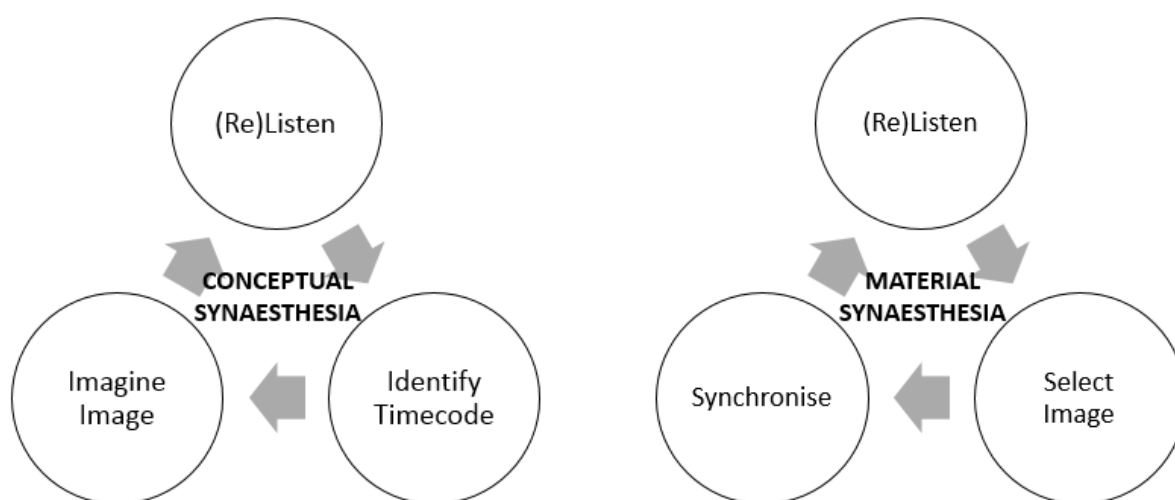 (Re)Listen
CONCEPTUAL
SYNAESTHESIA
Imagine
Image
Identify
Timecode
(Re)Listen
MATERIAL
SYNAESTHESIA
Synchronise
Select
Image